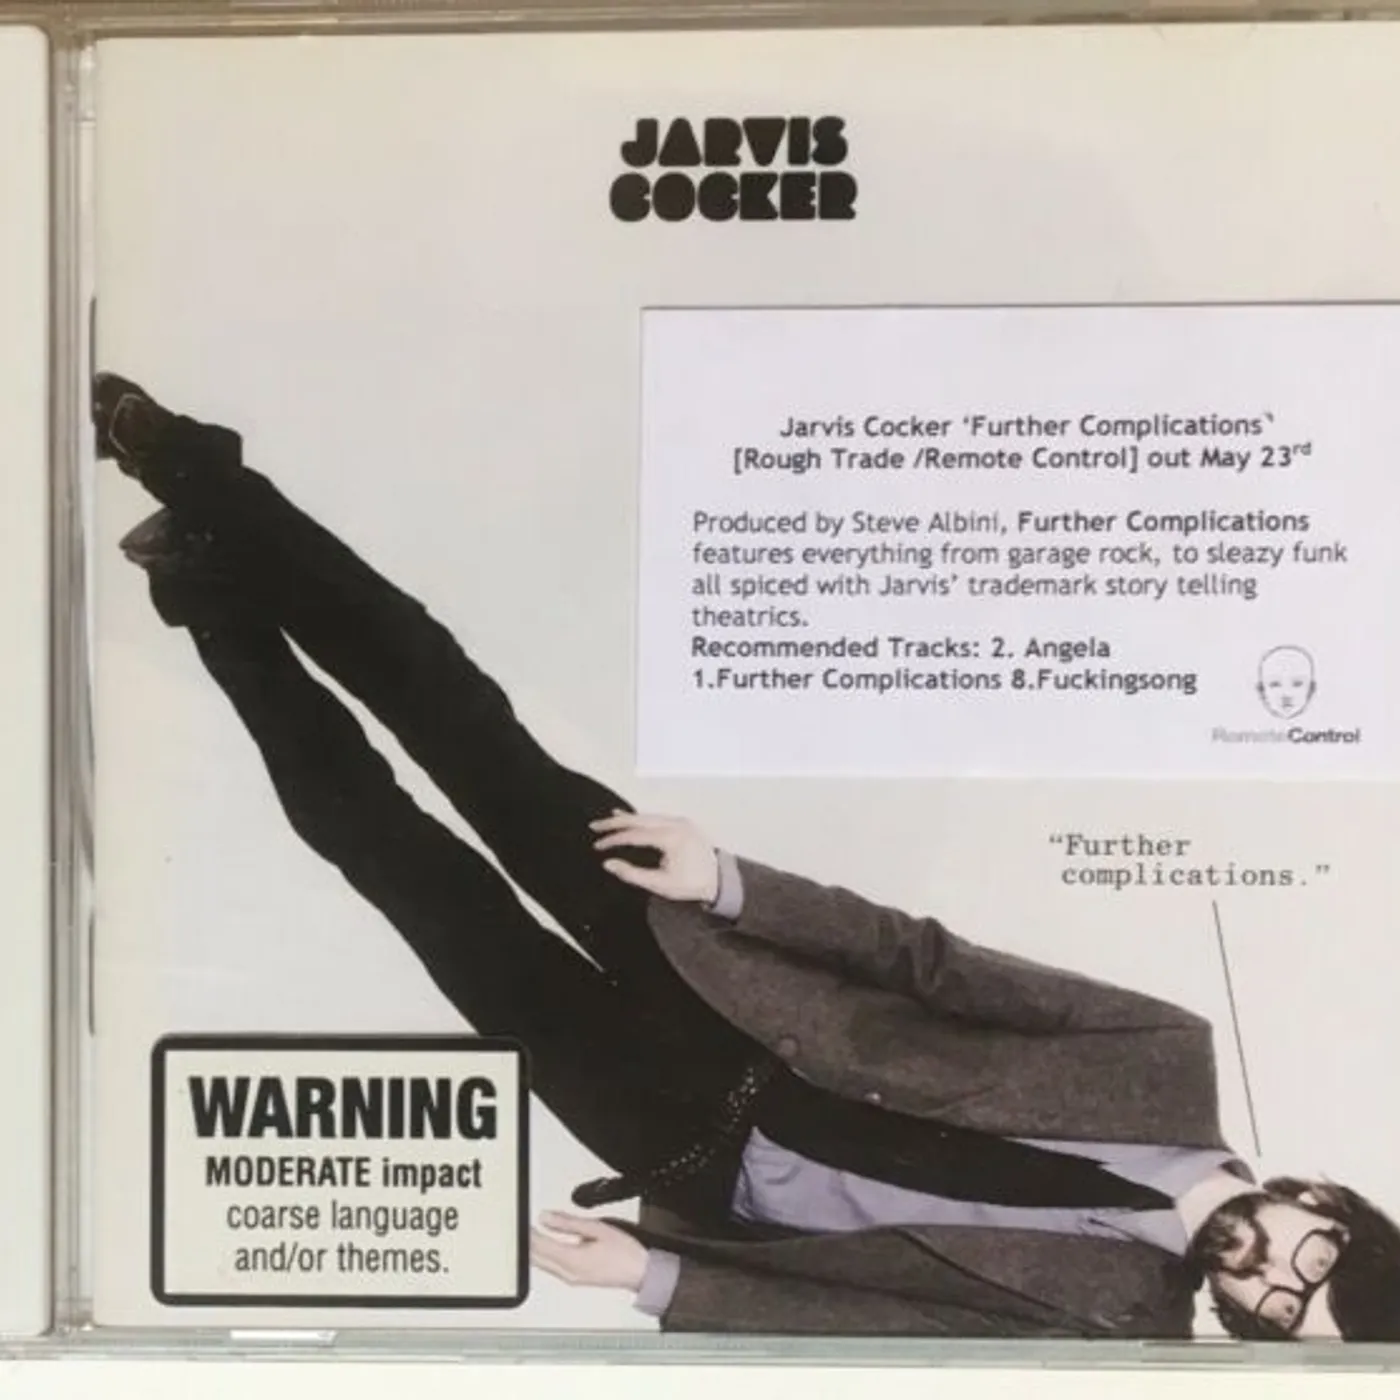 JARVIS
COCKER
Jarvis Cocker ‘Further Complications‵
[Rough Trade /Remote Control] out May 23rd
Produced by Steve Albini, Further Complications
features everything from garage rock, to sleazy funk
all spiced with Jarvis’ trademark story telling
theatrics.
Recommended Tracks: 2. Angela
1.Further Complications 8.Fuckingsong
RemoteControl
“Further
complications.”
WARNING
MODERATE impact
coarse language
and/or themes.